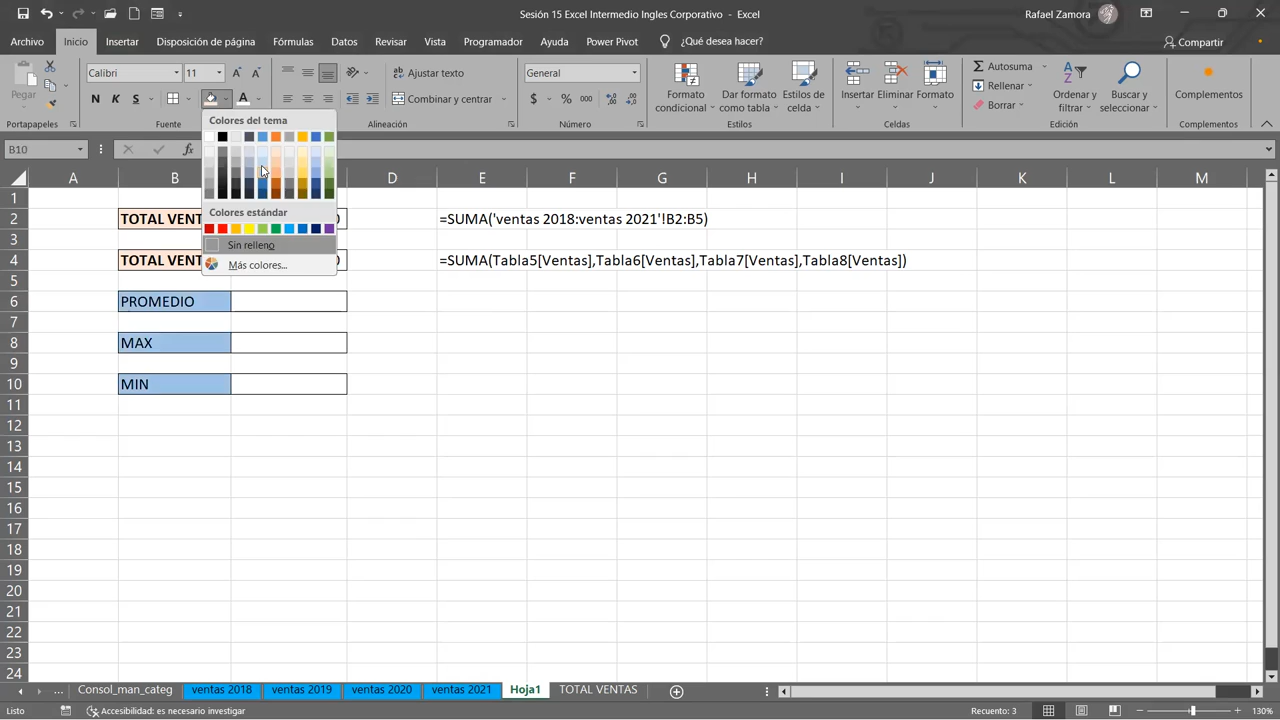 Sesión 15 Excel Intermedio Ingles Corporativo - Excel
Rafael Zamora
Archivo Inicio Insertar Disposición de página Fórmulas Datos Revisar Vista Programador Ayuda Power Pivot ¿Qué desea hacer? Compartir
Pegar
Calibri 11
N K S
Ajustar texto
Combinar y centrar
General
$ % 000
Formato condicional
Dar formato como tabla
Estilos de celda
Insertar Eliminar Formato
Autosuma
Rellenar
Borrar
Ordenar y filtrar
Buscar y seleccionar
Complementos
Portapapeles Fuente Alineación Número Estilos Celdas Edición Complementos
Colores del tema
Colores estándar
Sin relleno
Más colores...
B10 fx
A B D E F G H I J K L M
1
2 TOTAL VENT 0 =SUMA('ventas 2018:ventas 2021'!B2:B5)
3
4 TOTAL VENT 0 =SUMA(Tabla5[Ventas],Tabla6[Ventas],Tabla7[Ventas],Tabla8[Ventas])
5
6 PROMEDIO
7
8 MAX
9
10 MIN
11
12
13
14
15
16
17
18
19
20
21
22
23
24
... Consol_man_categ ventas 2018 ventas 2019 ventas 2020 ventas 2021 Hoja1 TOTAL VENTAS
Listo Accesibilidad: es necesario investigar Recuento: 3 130%